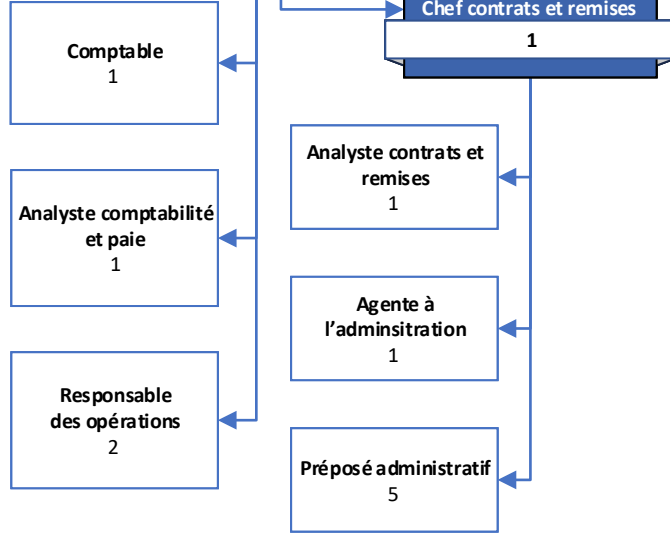 Chef contrats et remises
1
Comptable
1
Analyste contrats et
remises
1
Analyste comptabilité
et paie
1
Agente à
l’adminsitration
1
Responsable
des opérations
2
Préposé administratif
5